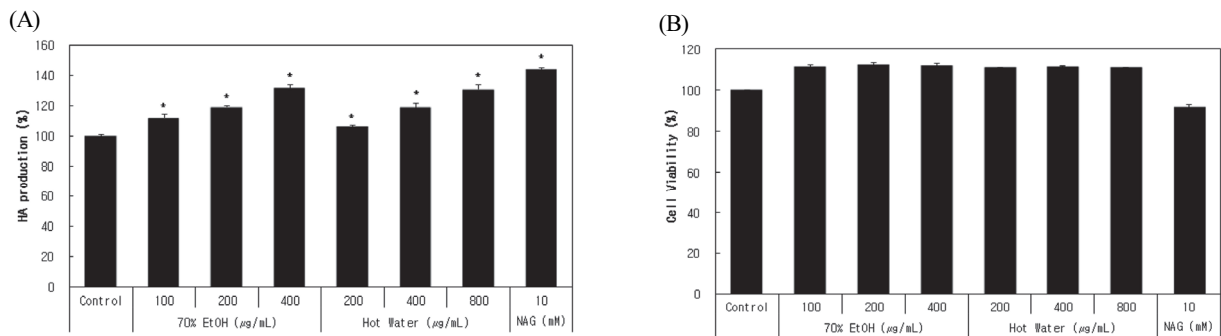 (A)
HA production (%)
160
140
120
100
80
60
40
20
0
* * * * * * *
Control 100 200 400 200 400 800 10
70% EtOH (μg/mL) Hot Water (μg/mL) NAG (mM)
(B)
Cell Viability (%)
120
100
80
60
40
20
0
Control 100 200 400 200 400 800 10
70% EtOH (μg/mL) Hot Water (μg/mL) NAG (mM)